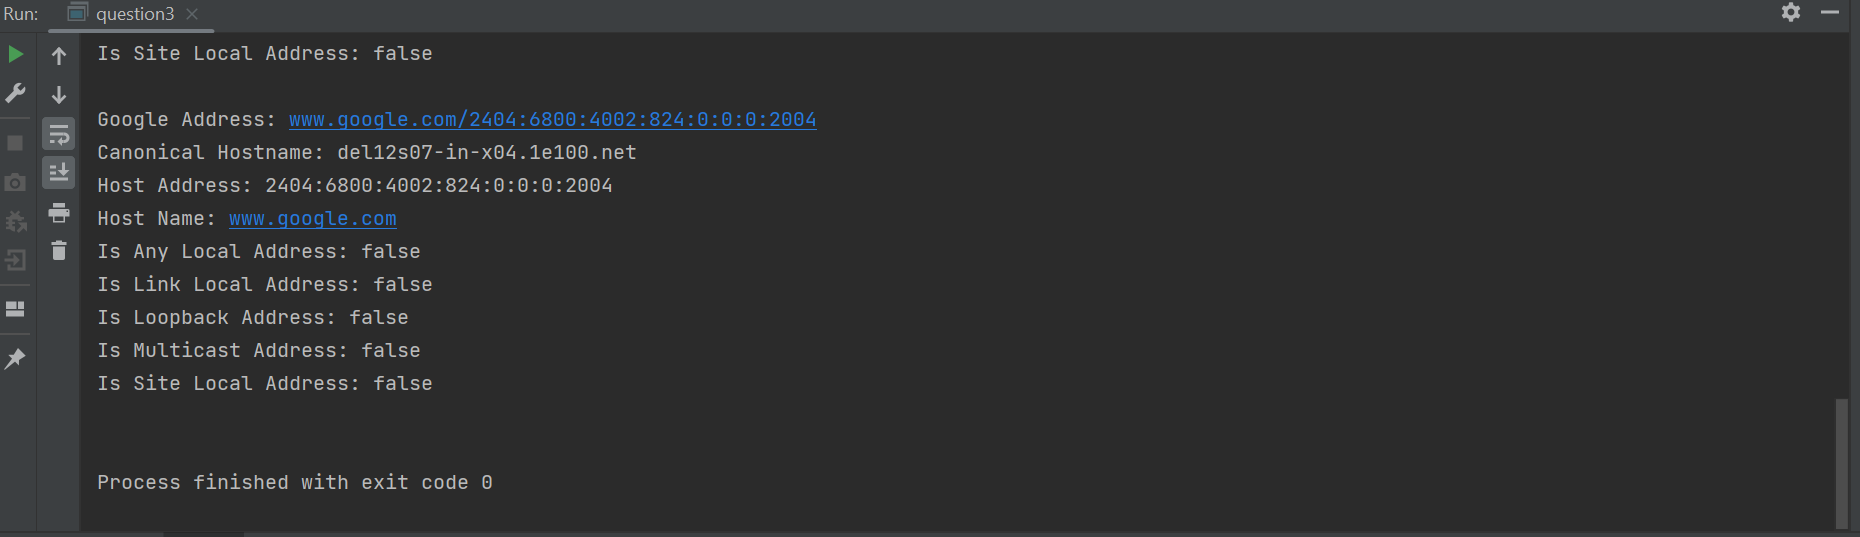 Run: question3
Is Site Local Address: false
Google Address: www.google.com/2404:6800:4002:824:0:0:0:2004
Canonical Hostname: del12s07-in-x04.1e100.net
Host Address: 2404:6800:4002:824:0:0:0:2004
Host Name: www.google.com
Is Any Local Address: false
Is Link Local Address: false
Is Loopback Address: false
Is Multicast Address: false
Is Site Local Address: false
Process finished with exit code 0